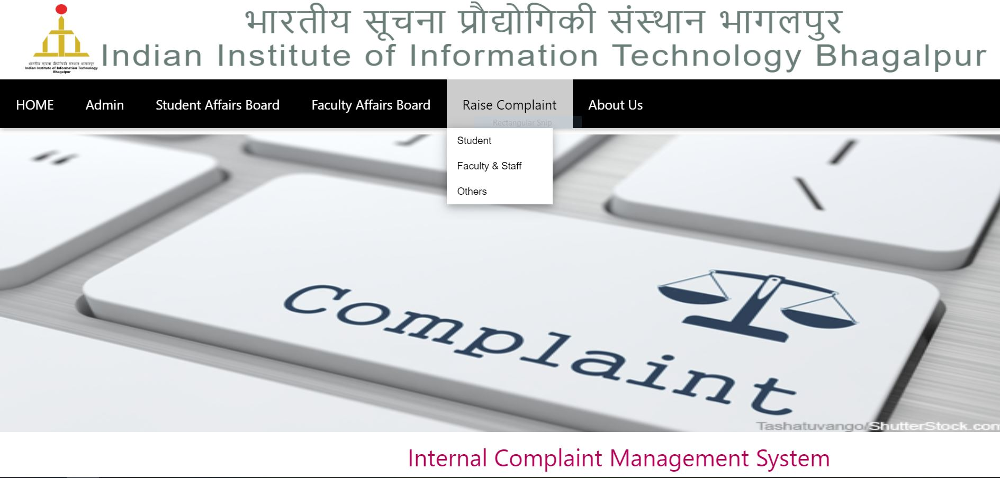 भारतीय सूचना प्रौद्योगिकी संस्थान भागलपुर
Indian Institute of Information Technology Bhagalpur
भारतीय सूचना प्रौद्योगिकी संस्थान भागलपुर
Indian Institute of Information Technology
Bhagalpur
HOME Admin Student Affairs Board Faculty Affairs Board Raise Complaint About Us
Rectangular Snip
Student
Faculty & Staff
Others
Complaint
Tashatuvango/ShutterStock.com
Internal Complaint Management System